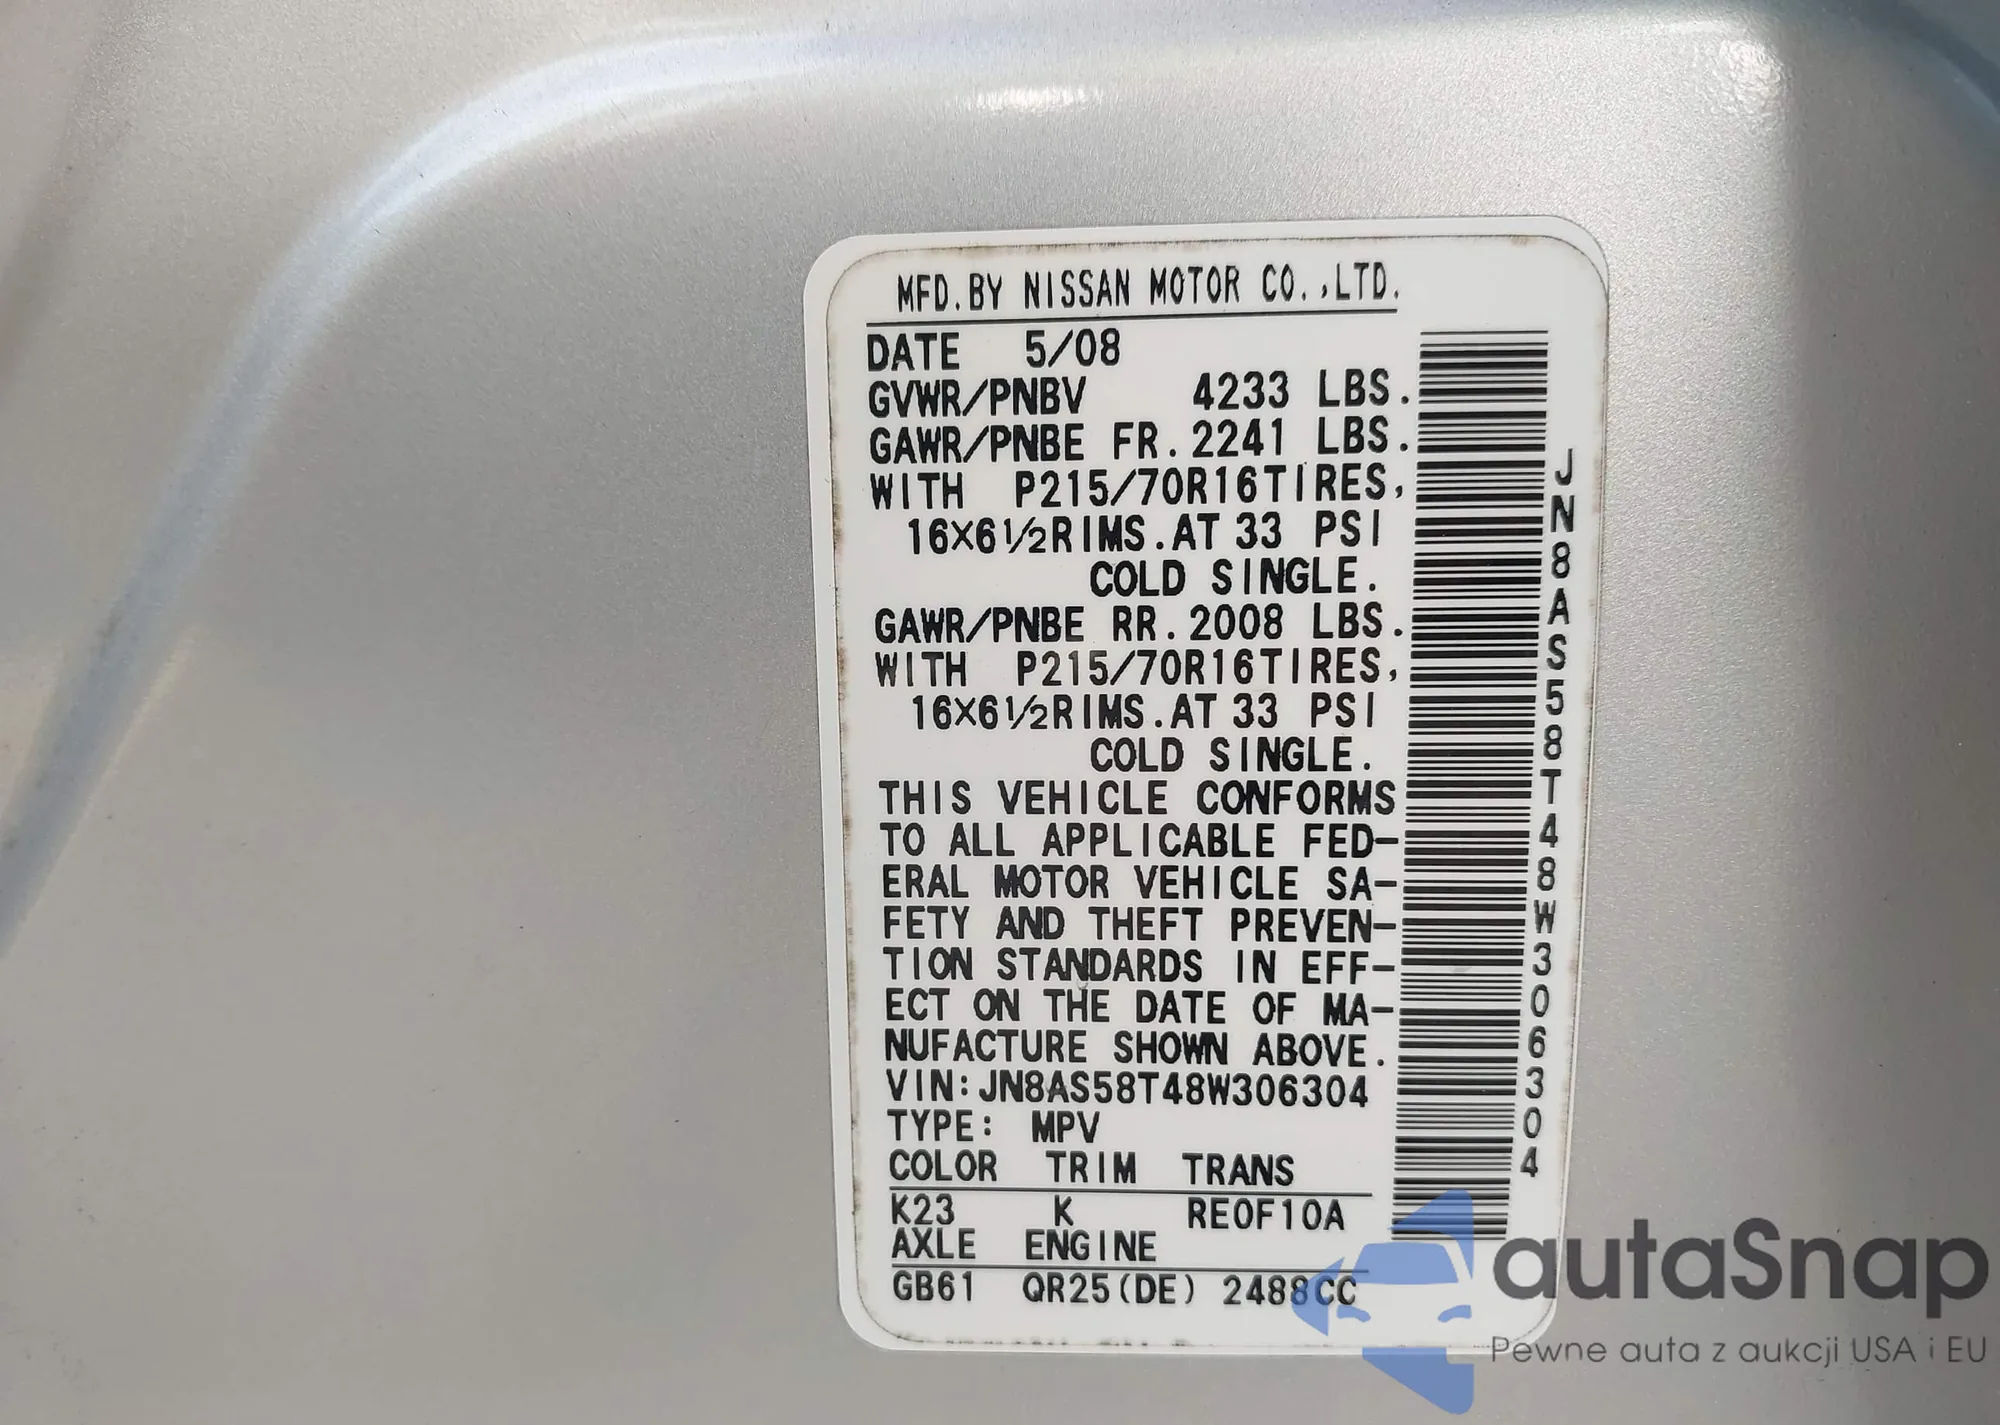 MFD.BY NISSAN MOTOR CO.,LTD.
DATE 5/08
GVWR/PNBV 4233 LBS.
GAWR/PNBE FR.2241 LBS.
WITH P215/70R16TIRES,
16×6½RIMS.AT 33 PSI
COLD SINGLE.
GAWR/PNBE RR.2008 LBS.
WITH P215/70R16TIRES,
16×6½RIMS.AT 33 PSI
COLD SINGLE.
THIS VEHICLE CONFORMS
TO ALL APPLICABLE FED-
ERAL MOTOR VEHICLE SA-
FETY AND THEFT PREVEN-
TION STANDARDS IN EFF-
ECT ON THE DATE OF MA-
NUFACTURE SHOWN ABOVE.
VIN:JN8AS58T48W306304
TYPE: MPV
COLOR TRIM TRANS
K23 K RE0F10A
AXLE ENGINE
GB61 QR25(DE) 2488CC
JN8AS58T48W306304
autaSnap
Pewne auta z aukcji USA i EU